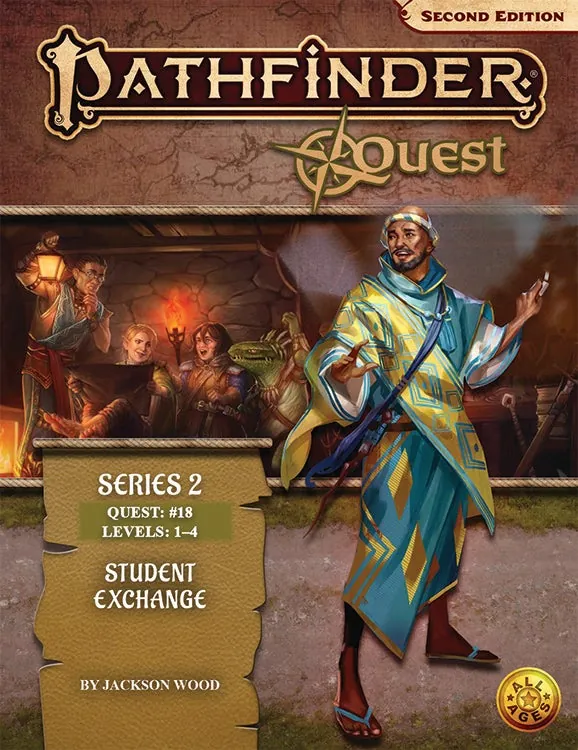 SECOND EDITION
PATHFINDER®
QUEST
SERIES 2
QUEST: #18
LEVELS: 1–4
STUDENT
EXCHANGE
BY JACKSON WOOD
ALL
AGES